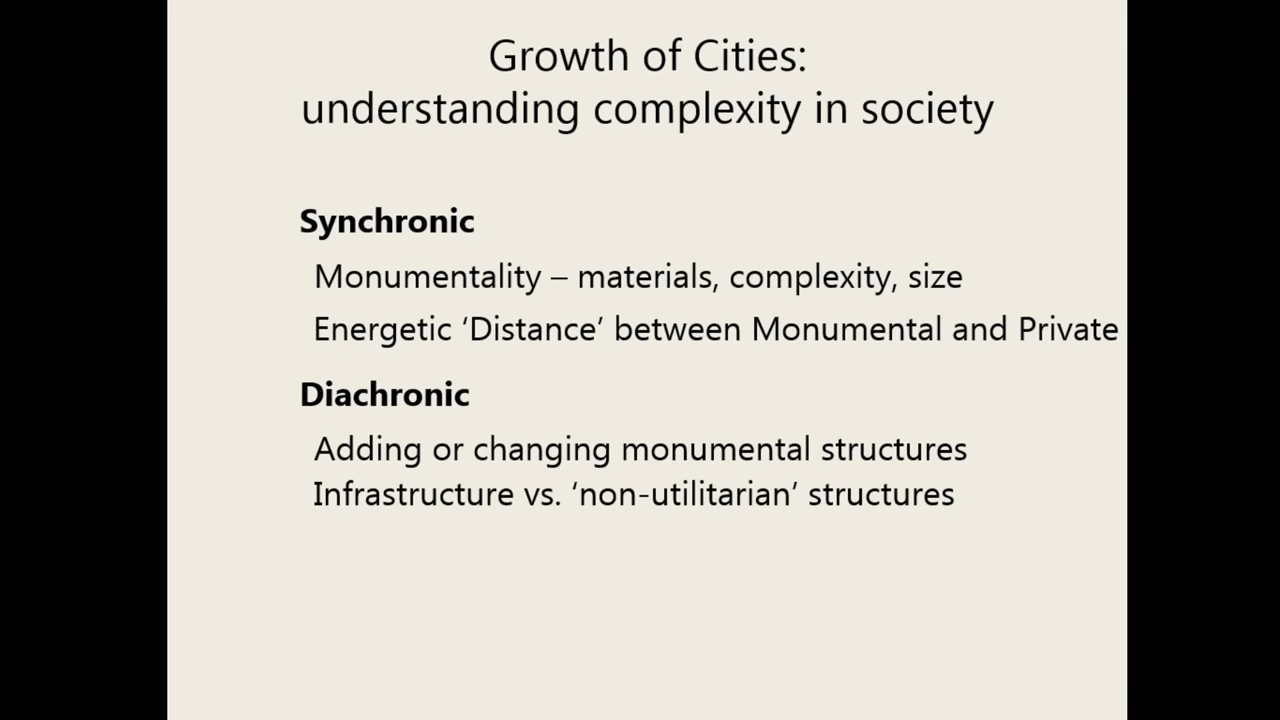 Growth of Cities:
understanding complexity in society
Synchronic
Monumentality – materials, complexity, size
Energetic ‘Distance’ between Monumental and Private
Diachronic
Adding or changing monumental structures
Infrastructure vs. ‘non-utilitarian’ structures